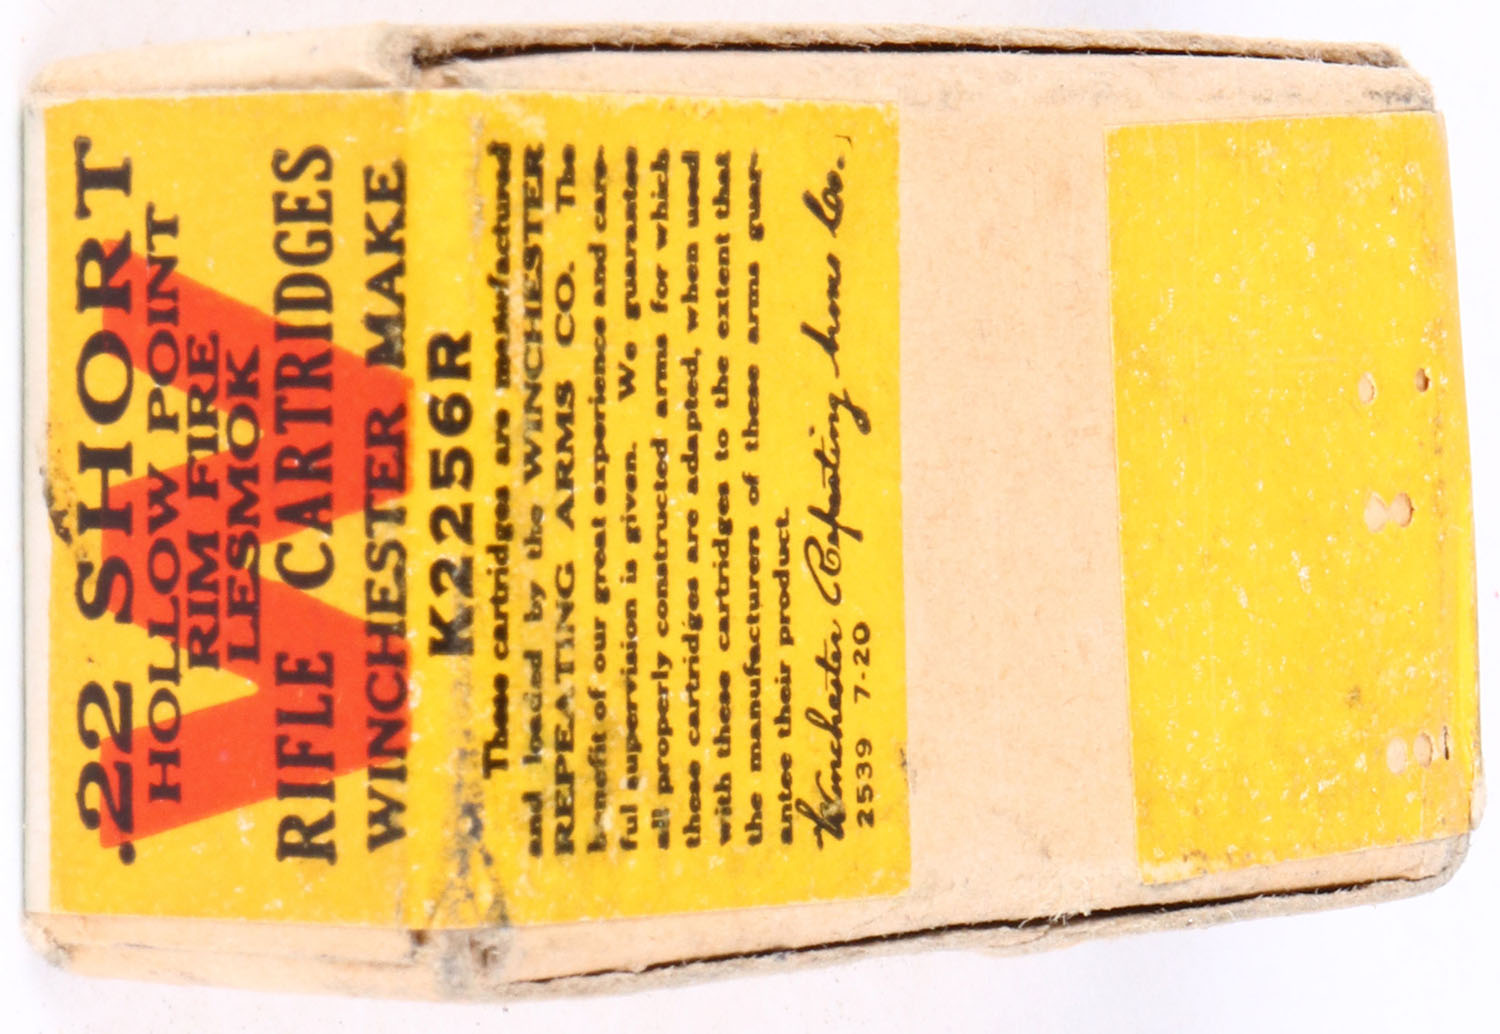 .22 SHORT
HOLLOW POINT
RIM FIRE
LESMOK
RIFLE CARTRIDGES
WINCHESTER MAKE
K2256R
These cartridges are manufactured
and loaded by the WINCHESTER
REPEATING ARMS CO. The
benefit of our great experience and care-
ful supervision is given. We guarantee
all properly constructed arms for which
these cartridges are adapted, when used
with these cartridges to the extent that
the manufacturers of these arms guar-
antee their product.
Winchester Repeating Arms Co.,
2539 7-20
W